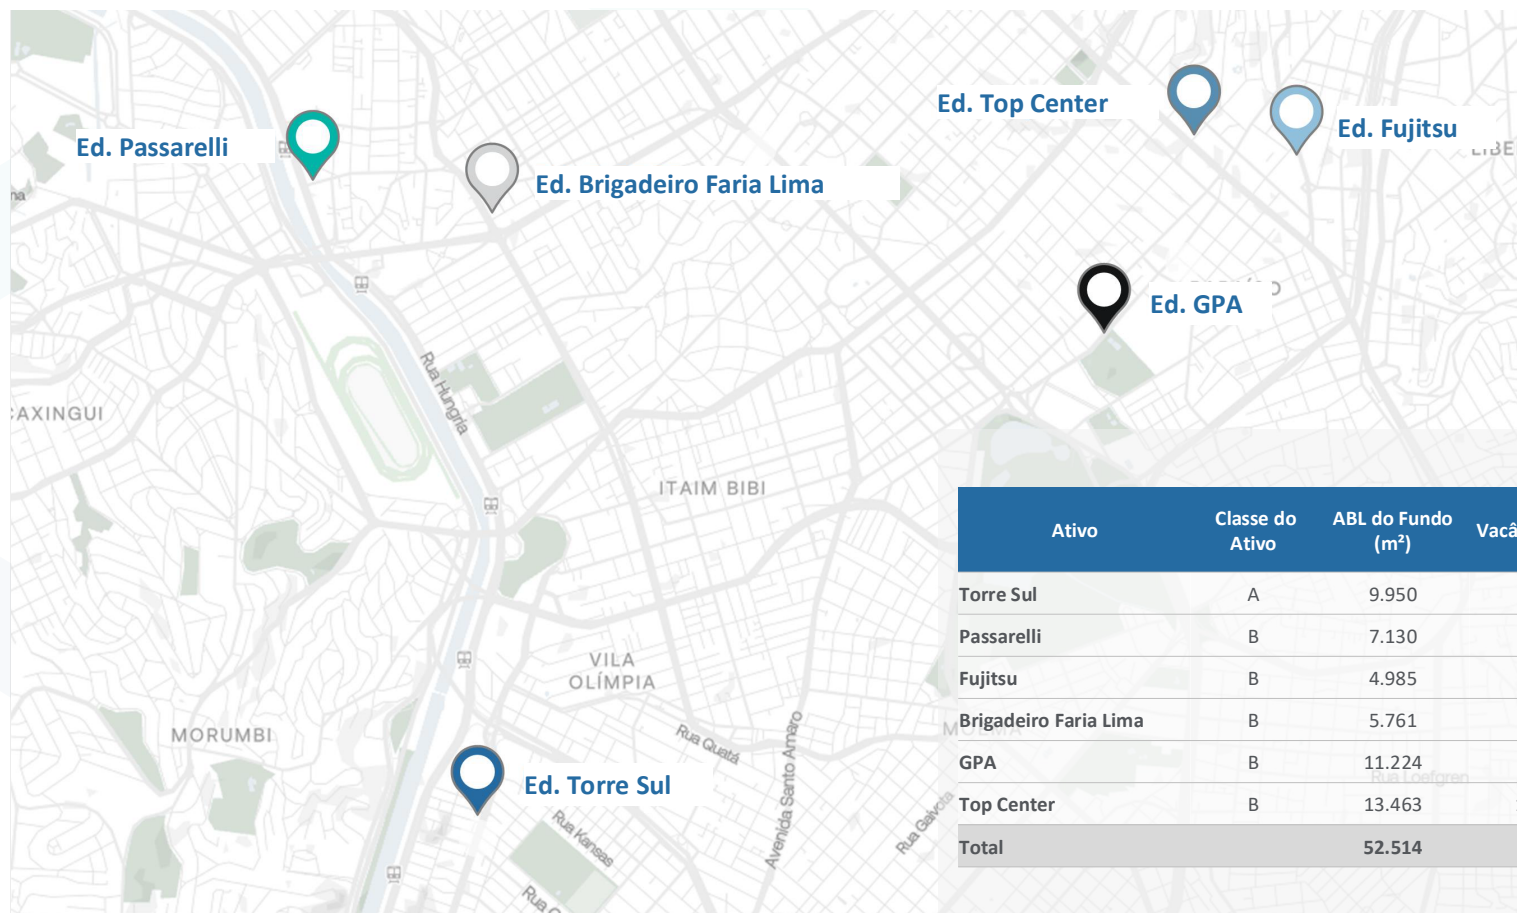 Ed. Top Center
Ed. Fujitsu
Ed. Passarelli
Ed. Brigadeiro Faria Lima
Ed. GPA
Rua Hungria
CAXINGUI
ITAIM BIBI
VILA
OLÍMPIA
MORUMBI
Rua Quatá
Ed. Torre Sul
Avenida Santo Amaro
Rua Kansas
MOEMA
Rua Loefgren
Ativo Classe do Ativo ABL do Fundo (m²)
Torre Sul A 9.950
Passarelli B 7.130
Fujitsu B 4.985
Brigadeiro Faria Lima B 5.761
GPA B 11.224
Top Center B 13.463
Total 52.514